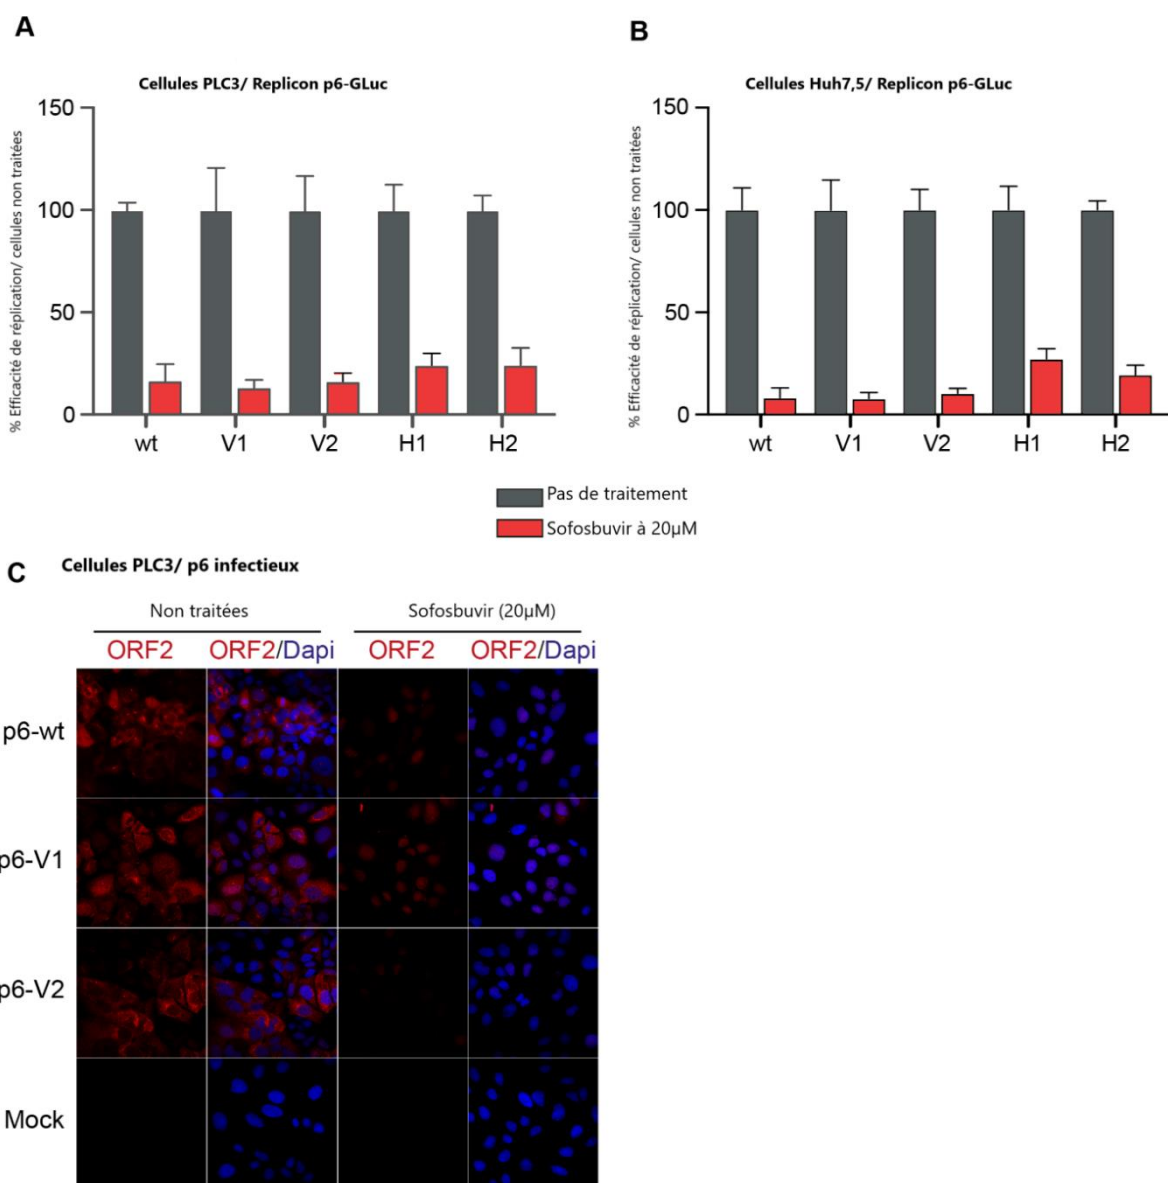 A
Cellules PLC3/ Replicon p6-GLuc
% Efficacité de réplication/ cellules non traitées
150
100
50
0
wt V1 V2 H1 H2
B
Cellules Huh7,5/ Replicon p6-GLuc
% Efficacité de réplication/ cellules non traitées
150
100
50
0
wt V1 V2 H1 H2
Pas de traitement
Sofosbuvir à 20µM
C Cellules PLC3/ p6 infectieux
Non traitées Sofosbuvir (20µM)
ORF2 ORF2/Dapi ORF2 ORF2/Dapi
p6-wt
p6-V1
p6-V2
Mock